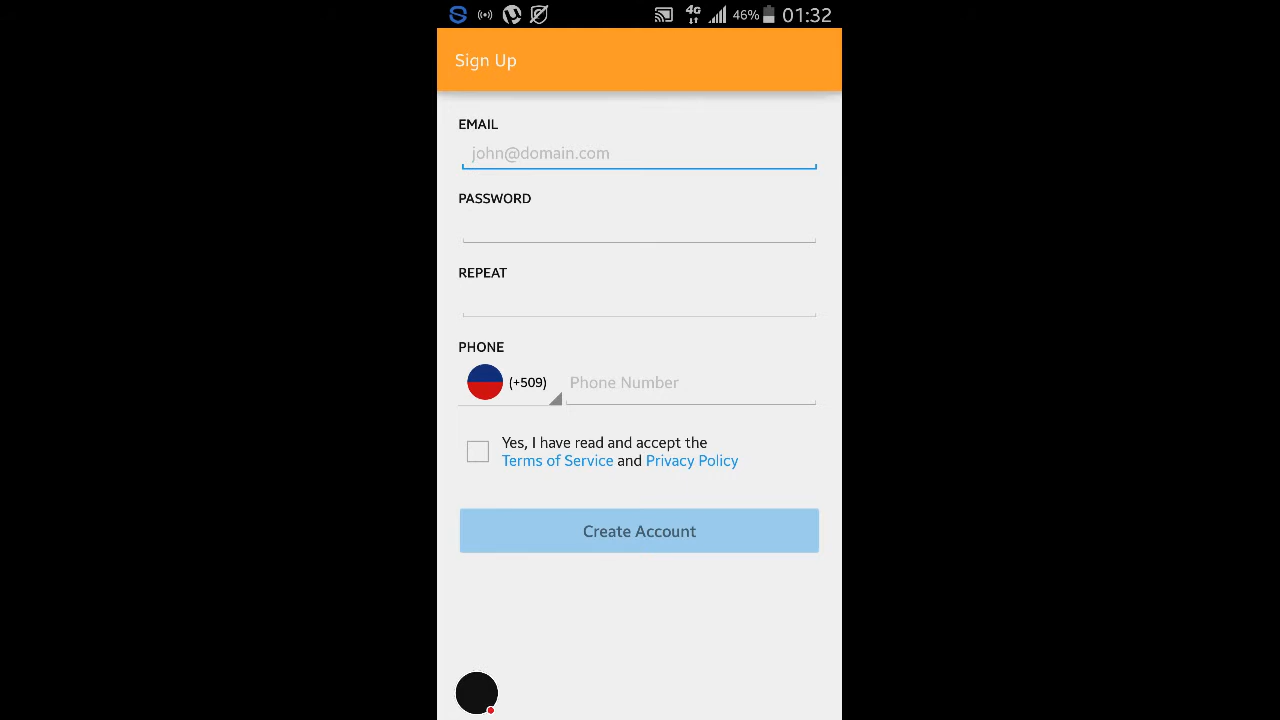 4G 46% 01:32
Sign Up
EMAIL
john@domain.com
PASSWORD
REPEAT
PHONE
(+509) Phone Number
Yes, I have read and accept the
Terms of Service and Privacy Policy
Create Account